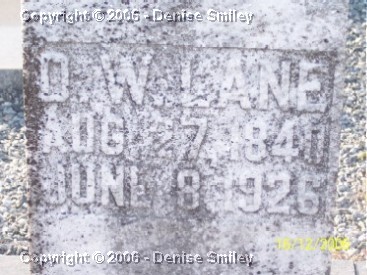 Copyright © 2006 - Denise Smiley
O. W. LANE
AUG. 27, 1840
JUNE 8, 1926
Copyright © 2006 - Denise Smiley